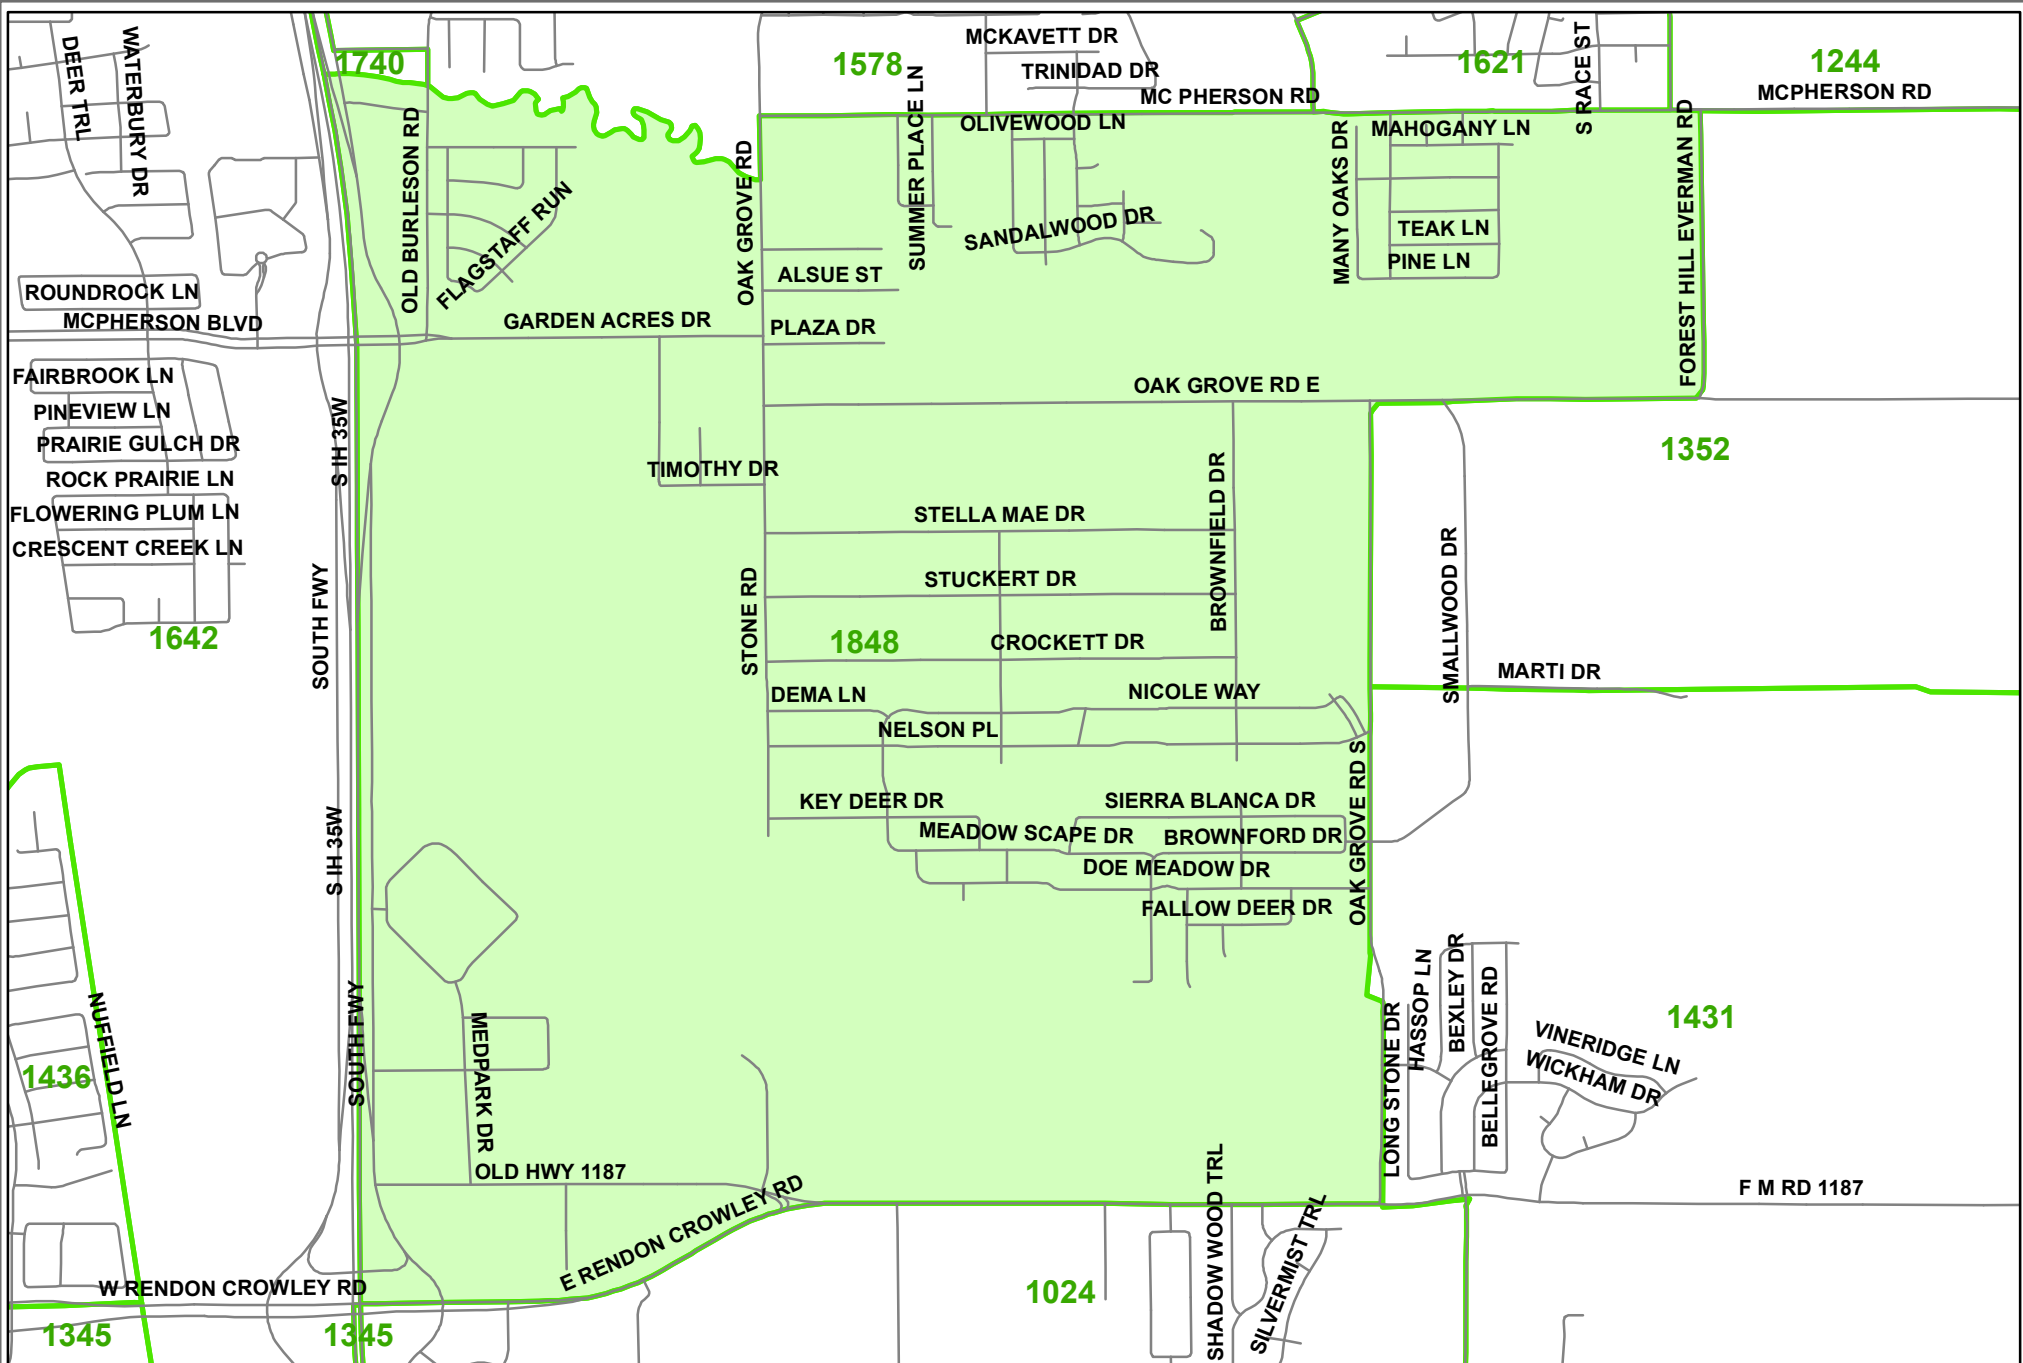 DEER TRL
WATERBURY DR
1740
1578
MCKAVETT DR
TRINIDAD DR
1621
S RACE ST
1244
MCPHERSON RD
MC PHERSON RD
OLD BURLESON RD
FLAGSTAFF RUN
OAK GROVE RD
SUMMER PLACE LN
OLIVEWOOD LN
SANDALWOOD DR
MANY OAKS DR
MAHOGANY LN
TEAK LN
PINE LN
FOREST HILL EVERMAN RD
ALSUE ST
ROUNDROCK LN
MCPHERSON BLVD
GARDEN ACRES DR
PLAZA DR
FAIRBROOK LN
PINEVIEW LN
PRAIRIE GULCH DR
ROCK PRAIRIE LN
FLOWERING PLUM LN
CRESCENT CREEK LN
1642
S IH 35W
SOUTH FWY
OAK GROVE RD E
1352
TIMOTHY DR
STELLA MAE DR
BROWNFIELD DR
STUCKERT DR
STONE RD
1848
CROCKETT DR
SMALLWOOD DR
MARTI DR
DEMA LN
NICOLE WAY
NELSON PL
OAK GROVE RD S
KEY DEER DR
SIERRA BLANCA DR
MEADOW SCAPE DR
BROWNFORD DR
DOE MEADOW DR
FALLOW DEER DR
S IH 35W
SOUTH FWY
NUFFIELD LN
1436
MEDPARK DR
OLD HWY 1187
E RENDON CROWLEY RD
LONG STONE DR
HASSOP LN
BEXLEY DR
BELLEGROVE RD
1431
VINERIDGE LN
WICKHAM DR
F M RD 1187
SHADOW WOOD TRL
SILVERMIST TRL
1024
W RENDON CROWLEY RD
1345
1345